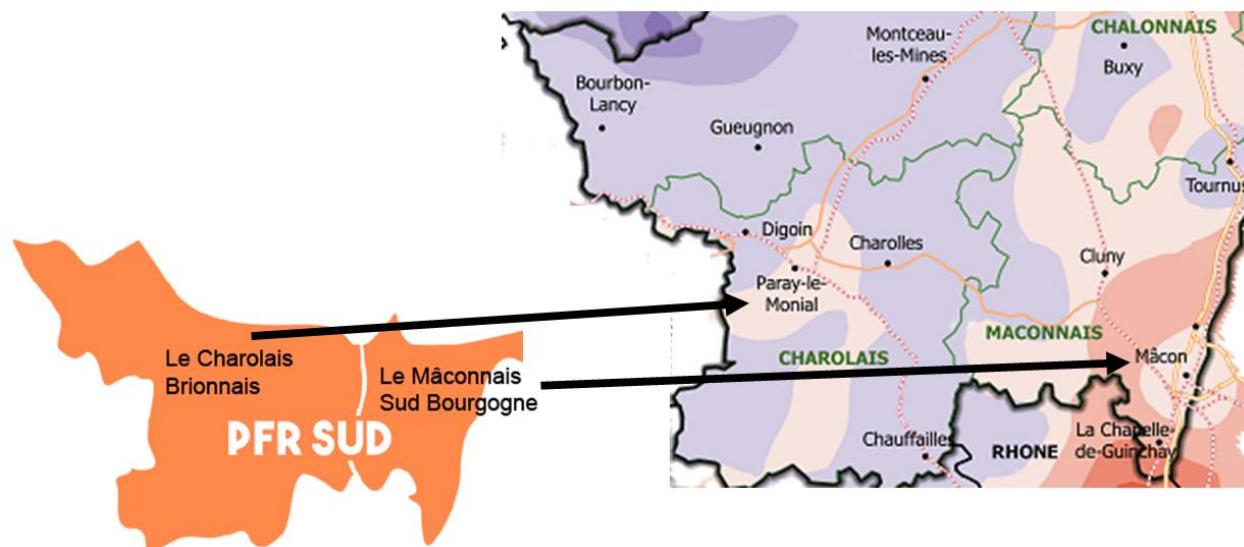 Le Charolais
Brionnais
Le Mâconnais
Sud Bourgogne
PFR SUD
Montceau-
les-Mines
CHALONNAIS
Buxy
Bourbon-
Lancy
Gueugnon
Tournus
Digoin
Charolles
Cluny
Paray-le-
Monial
MACONNAIS
CHAROLAIS
Mâcon
Chauffailles
RHONE
La Chapelle-
de-Guinchay